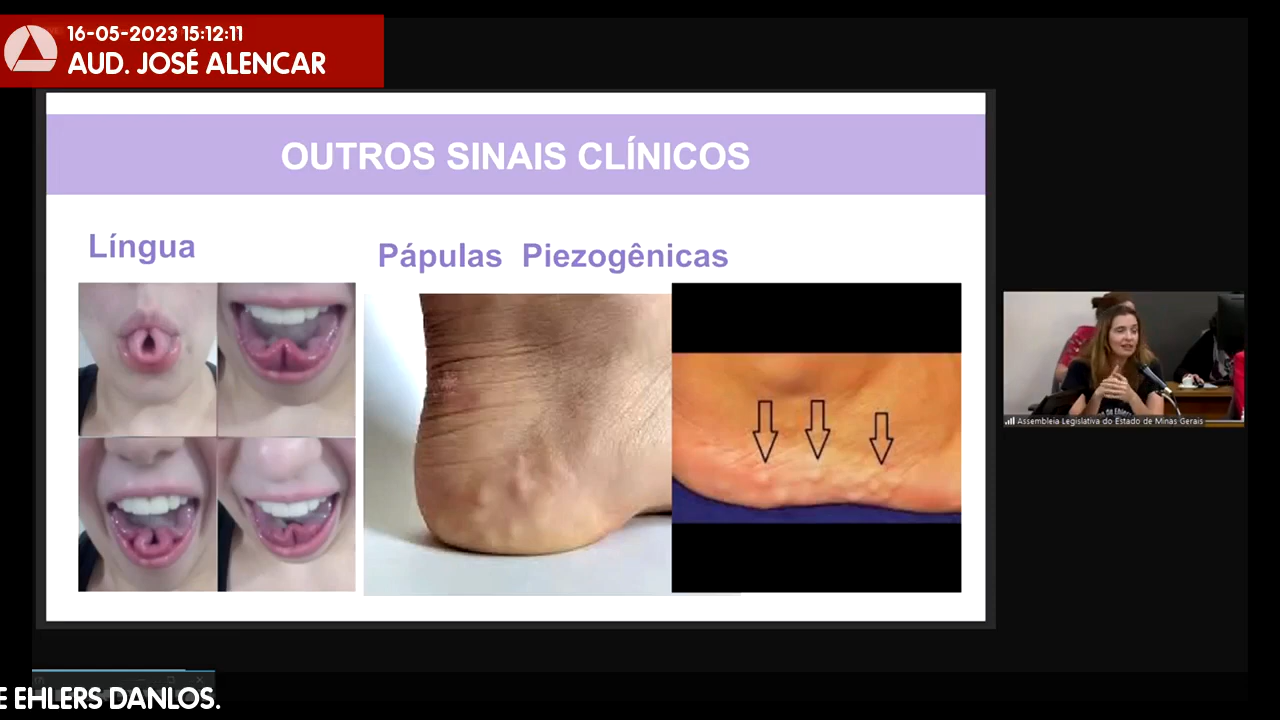 16-05-2023 15:12:11
AUD. JOSÉ ALENCAR
OUTROS SINAIS CLÍNICOS
Língua
Pápulas Piezogênicas
Assembleia Legislativa do Estado de Minas Gerais
E EHLERS DANLOS.